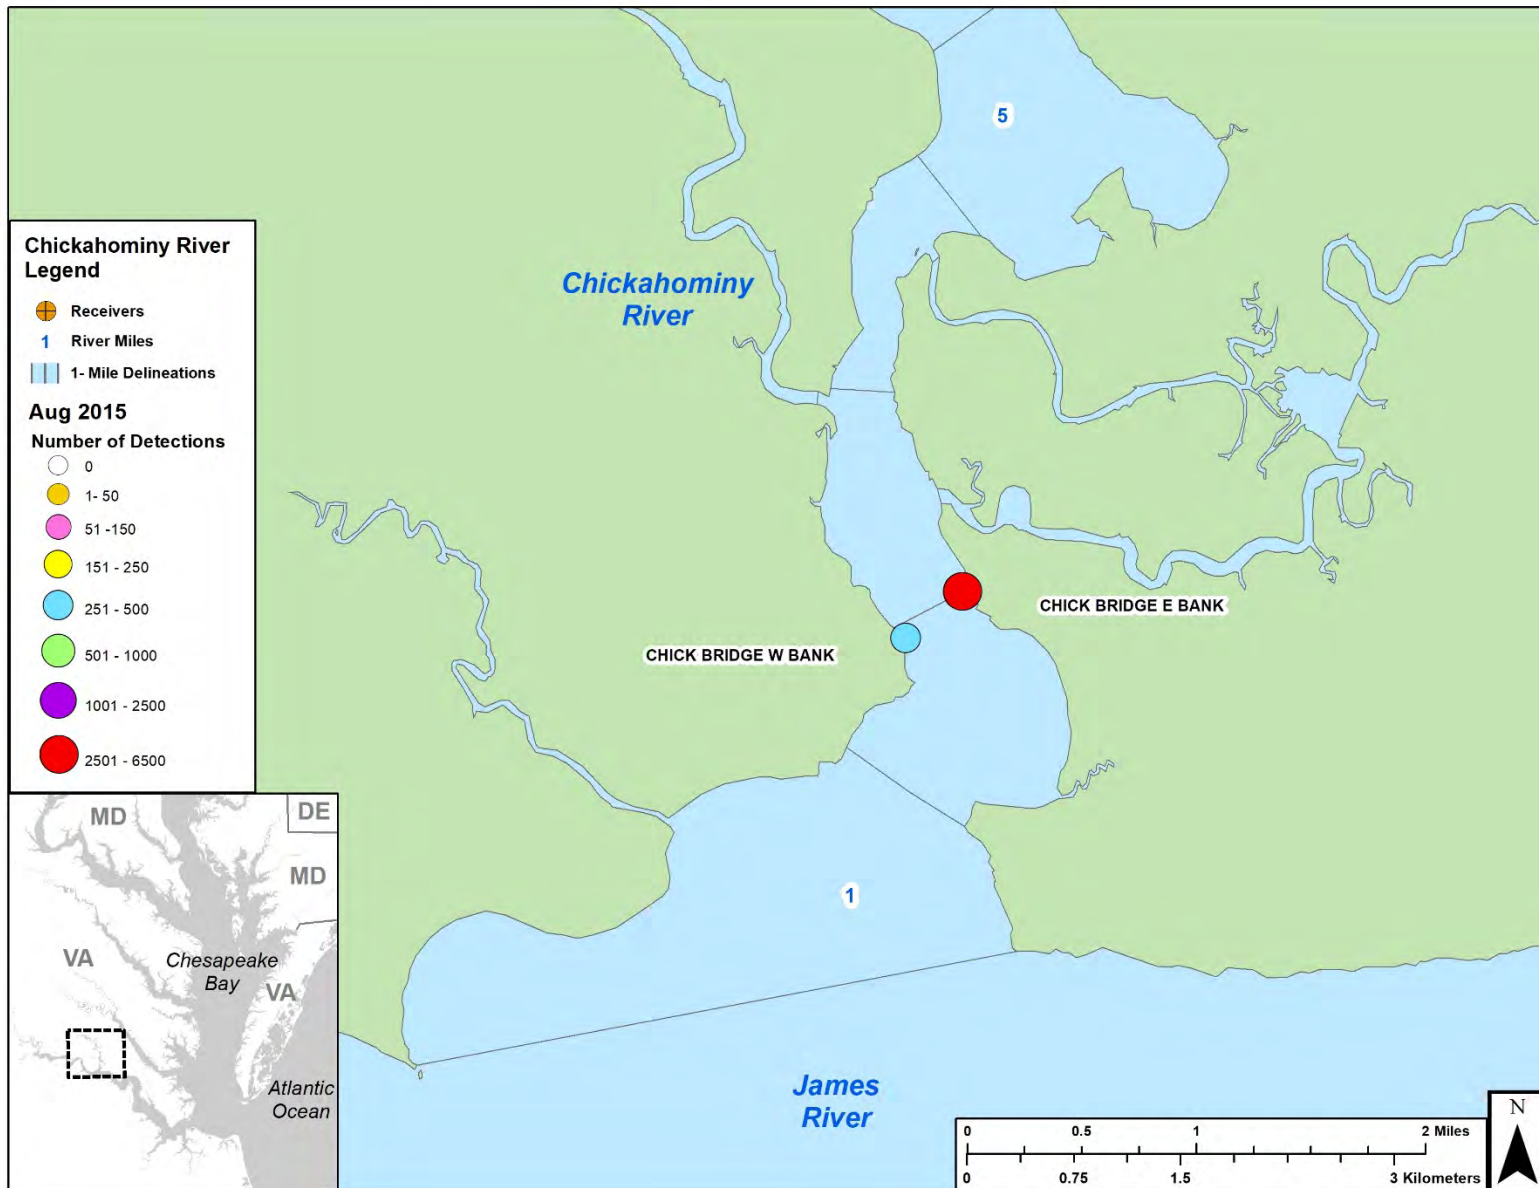 5
Chickahominy
River
Chickahominy River
Legend
Receivers
1 River Miles
1- Mile Delineations
Aug 2015
Number of Detections
0
1- 50
51 -150
151 - 250
251 - 500
501 - 1000
1001 - 2500
2501 - 6500
CHICK BRIDGE E BANK
CHICK BRIDGE W BANK
1
MD
DE
MD
VA
Chesapeake
Bay
VA
Atlantic
Ocean
James
River
0 0.5 1 2 Miles
0 0.75 1.5 3 Kilometers
N